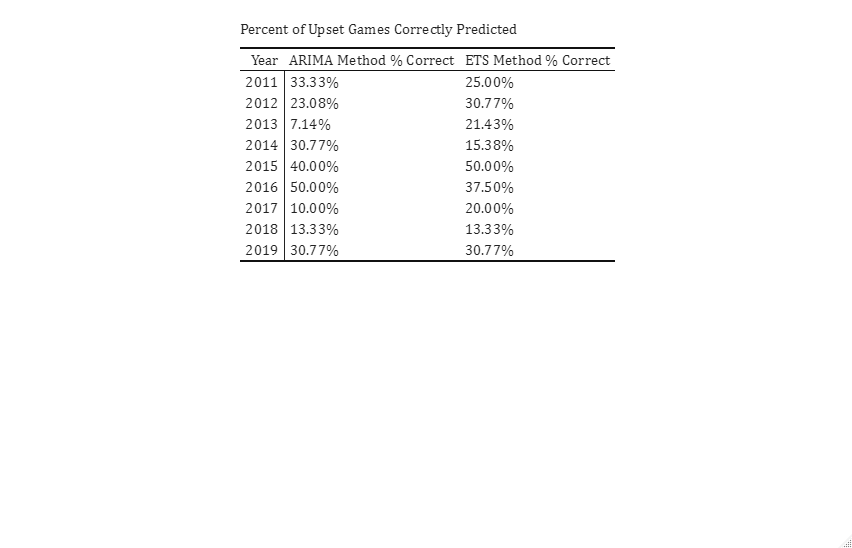 Percent of Upset Games Correctly Predicted
Year ARIMA Method % Correct ETS Method % Correct
2011 33.33% 25.00%
2012 23.08% 30.77%
2013 7.14% 21.43%
2014 30.77% 15.38%
2015 40.00% 50.00%
2016 50.00% 37.50%
2017 10.00% 20.00%
2018 13.33% 13.33%
2019 30.77% 30.77%